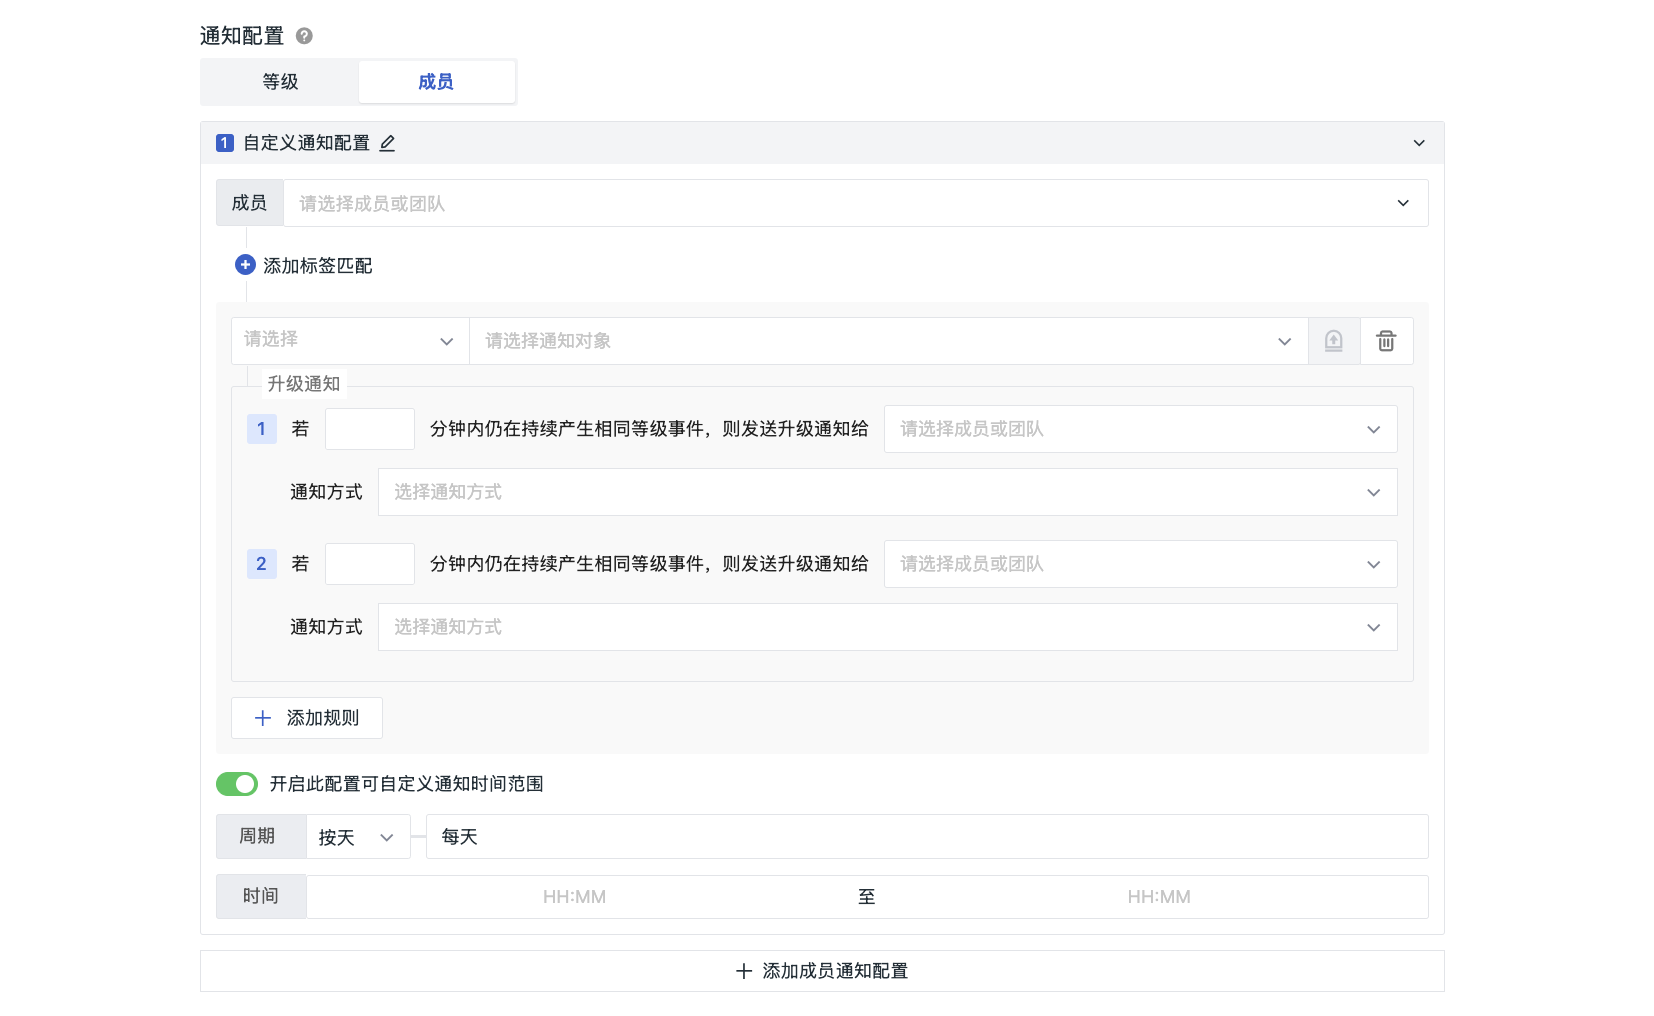 通知配置 ?
等级 成员
1 自定义通知配置
成员 请选择成员或团队
添加标签匹配
请选择 请选择通知对象
升级通知
1 若 分钟内仍在持续产生相同等级事件，则发送升级通知给 请选择成员或团队
通知方式 选择通知方式
2 若 分钟内仍在持续产生相同等级事件，则发送升级通知给 请选择成员或团队
通知方式 选择通知方式
添加规则
开启此配置可自定义通知时间范围
周期 按天 每天
时间 HH:MM 至 HH:MM
添加成员通知配置